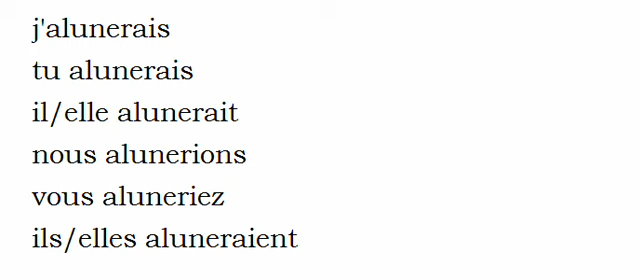 j'alunerais
tu alunerais
il/elle alunerait
nous alunerions
vous aluneriez
ils/elles aluneraient